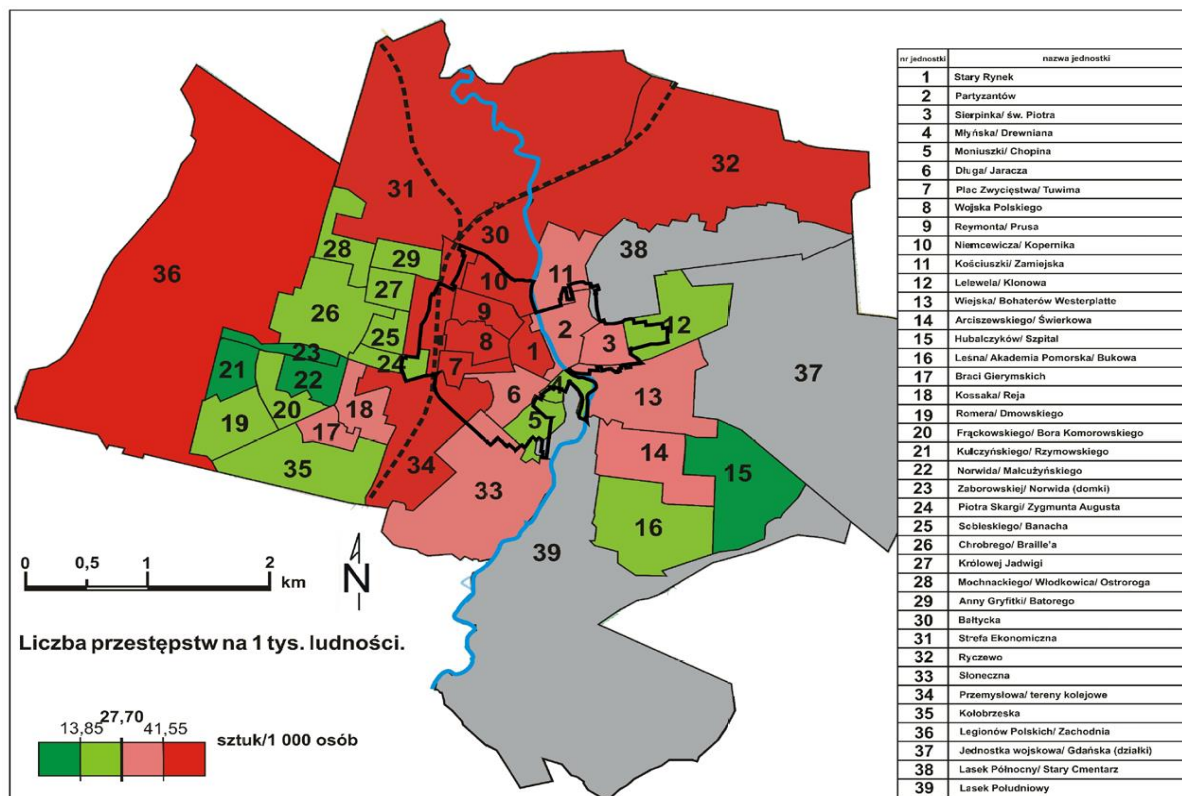 36
31
32
30
28
29
38
11
10
27
9
26
2
12
25
8
3
1
37
23
24
7
21
22
4
6
13
20
18
5
19
17
14
34
15
35
33
16
39
0 0,5 1 2
km
N
Liczba przestępstw na 1 tys. ludności.
27,70
13,85 41,55
sztuk/1 000 osób
nr jednostki nazwa jednostki
1 Stary Rynek
2 Partyzantów
3 Sierpinka/ św. Piotra
4 Młyńska/ Drewniana
5 Moniuszki/ Chopina
6 Długa/ Jaracza
7 Plac Zwycięstwa/ Tuwima
8 Wojska Polskiego
9 Reymonta/ Prusa
10 Niemcewicza/ Kopernika
11 Kościuszki/ Zamiejska
12 Lelewela/ Klonowa
13 Wiejska/ Bohaterów Westerplatte
14 Arciszewskiego/ Świerkowa
15 Hubalczyków/ Szpital
16 Leśna/ Akademia Pomorska/ Bukowa
17 Braci Gierymskich
18 Kossaka/ Reja
19 Romera/ Dmowskiego
20 Frąckowskiego/ Bora Komorowskiego
21 Kulczyńskiego/ Rzymowskiego
22 Norwida/ Małcużyńskiego
23 Zaborowskiej/ Norwida (domki)
24 Piotra Skargi/ Zygmunta Augusta
25 Sobieskiego/ Banacha
26 Chrobrego/ Braille'a
27 Królowej Jadwigi
28 Mochnackiego/ Włodkowica/ Ostroroga
29 Anny Gryfitki/ Batorego
30 Bałtycka
31 Strefa Ekonomiczna
32 Ryczewo
33 Słoneczna
34 Przemysłowa/ tereny kolejowe
35 Kołobrzeska
36 Legionów Polskich/ Zachodnia
37 Jednostka wojskowa/ Gdańska (działki)
38 Lasek Północny/ Stary Cmentarz
39 Lasek Południowy